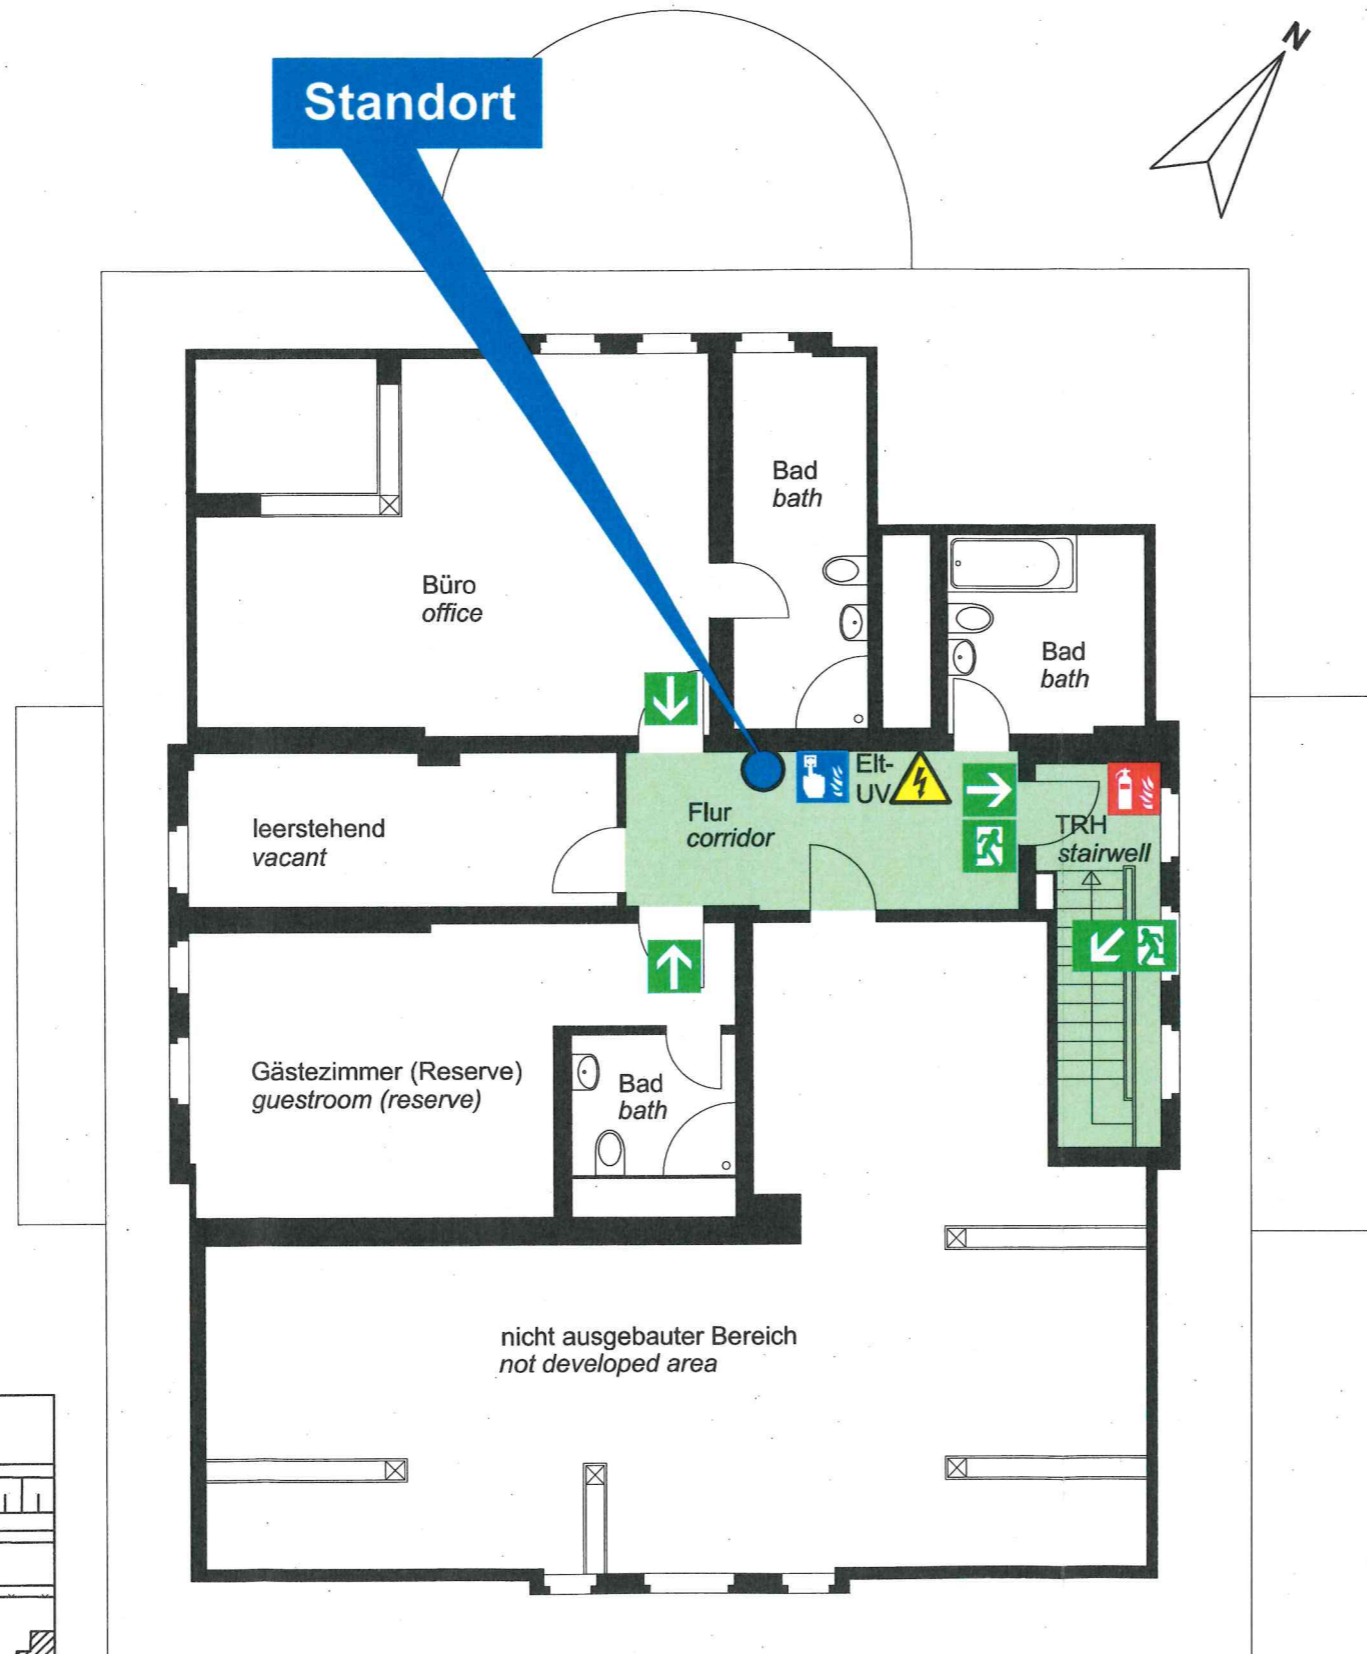 N
Standort
Bad
bath
Büro
office
Bad
bath
Elt-
UV
Flur
corridor
TRH
stairwell
leerstehend
vacant
Gästezimmer (Reserve)
guestroom (reserve)
Bad
bath
nicht ausgebauter Bereich
not developed area